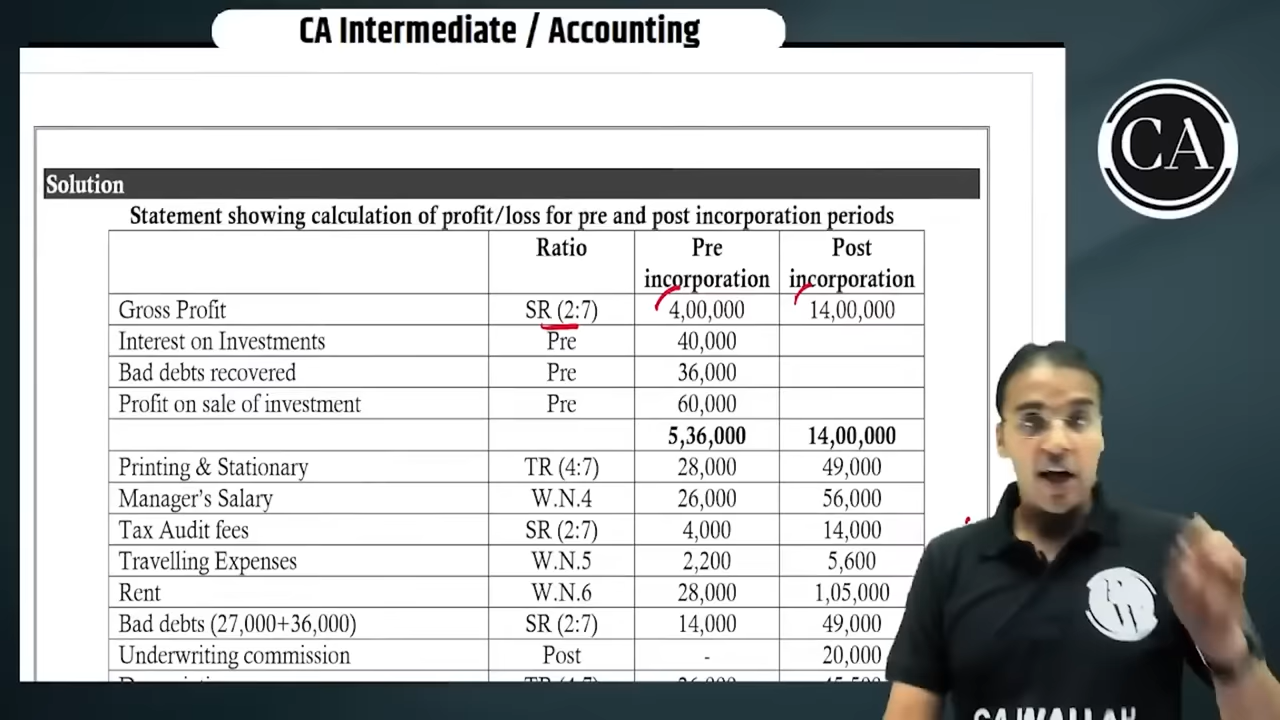 CA Intermediate / Accounting
CA
Solution
Statement showing calculation of profit/loss for pre and post incorporation periods
Ratio Pre incorporation Post incorporation
Gross Profit SR (2:7) 4,00,000 14,00,000
Interest on Investments Pre 40,000
Bad debts recovered Pre 36,000
Profit on sale of investment Pre 60,000
5,36,000 14,00,000
Printing & Stationary TR (4:7) 28,000 49,000
Manager's Salary W.N.4 26,000 56,000
Tax Audit fees SR (2:7) 4,000 14,000
Travelling Expenses W.N.5 2,200 5,600
Rent W.N.6 28,000 1,05,000
Bad debts (27,000+36,000) SR (2:7) 14,000 49,000
Underwriting commission Post - 20,000
CAWALLAH